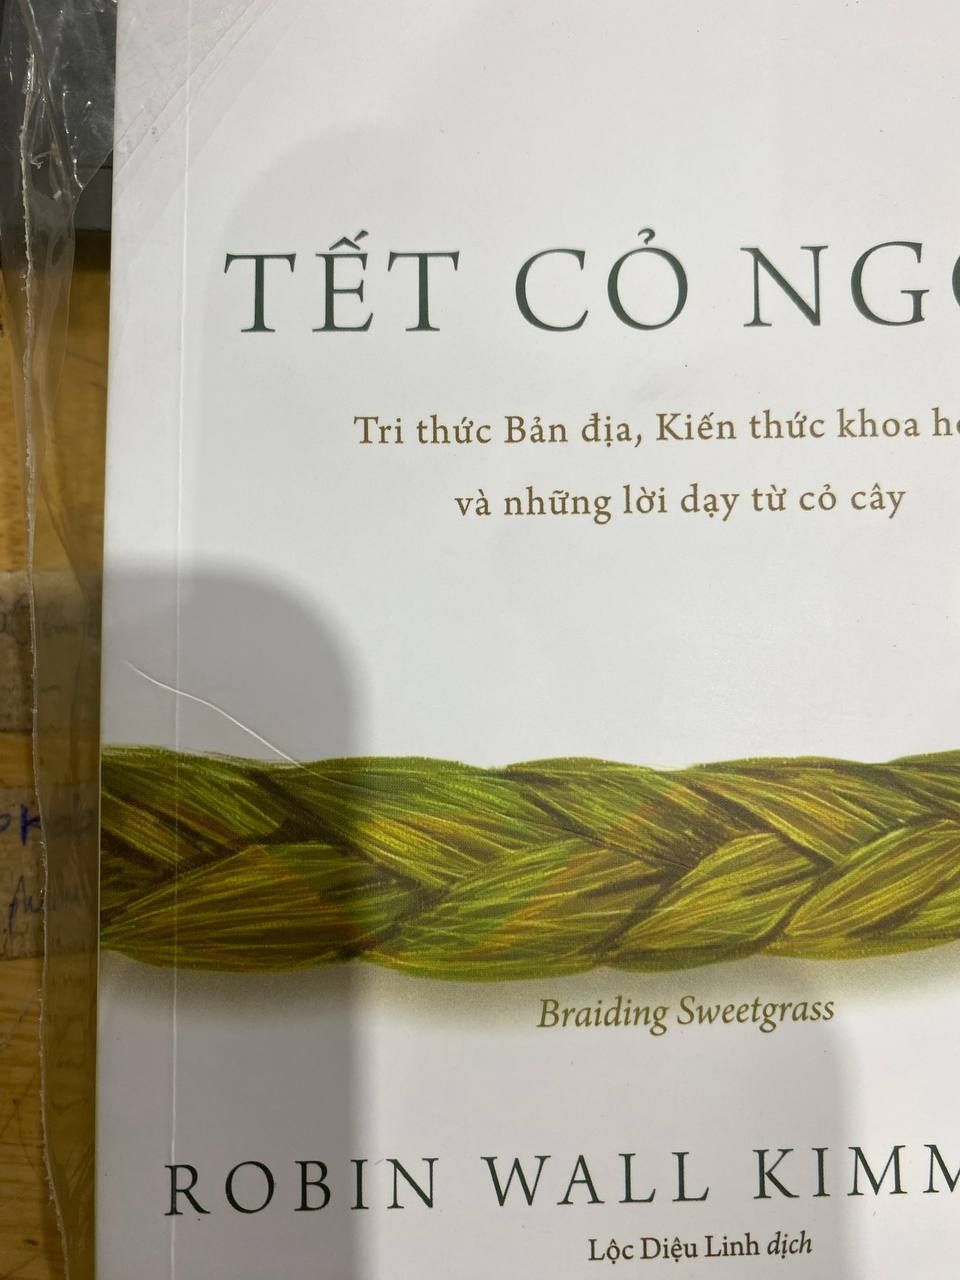 TẾT CỎ NG
Tri thức Bản địa, Kiến thức khoa h
và những lời dạy từ cỏ cây
Braiding Sweetgrass
ROBIN WALL KIMM
Lộc Diệu Linh dịch